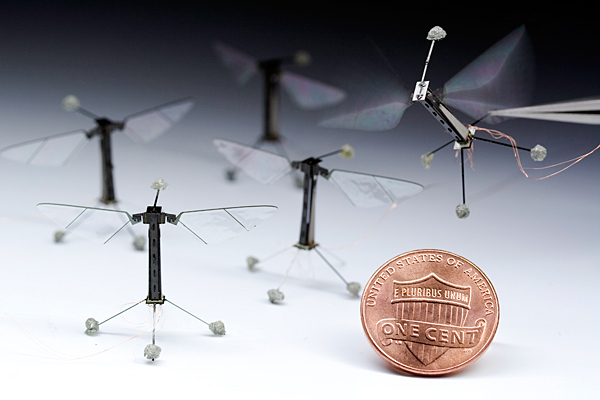 UNITED STATES OF AMERICA
E PLURIBUS UNUM
ONE CENT